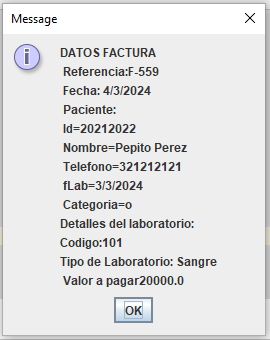 Message
DATOS FACTURA
Referencia:F-559
Fecha: 4/3/2024
Paciente:
Id=20212022
Nombre=Pepito Perez
Telefono=321212121
fLab=3/3/2024
Categoria=o
Detalles del laboratorio:
Codigo:101
Tipo de Laboratorio: Sangre
Valor a pagar20000.0
OK